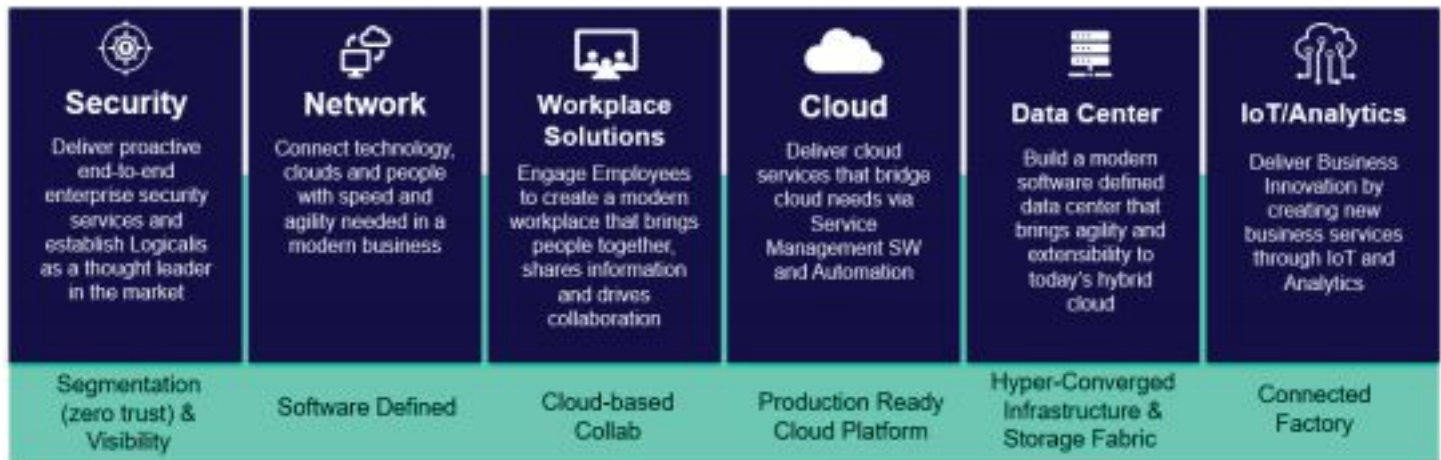 Security
Deliver proactive
end-to-end
enterprise security
services and
establish Logicalis
as a thought leader
in the market
Segmentation
(zero trust) &
Visibility
Network
Connect technology,
clouds and people
with speed and
agility needed in a
modern business
Software Defined
Workplace
Solutions
Engage Employees
to create a modern
workplace that brings
people together,
shares information
and drives
collaboration
Cloud-based
Collab
Cloud
Deliver cloud
services that bridge
cloud needs via
Service
Management SW
and Automation
Production Ready
Cloud Platform
Data Center
Build a modern
software defined
data center that
brings agility and
extensibility to
today's hybrid
cloud
Hyper-Converged
Infrastructure &
Storage Fabric
IoT/Analytics
Deliver Business
Innovation by
creating new
business services
through IoT and
Analytics
Connected
Factory